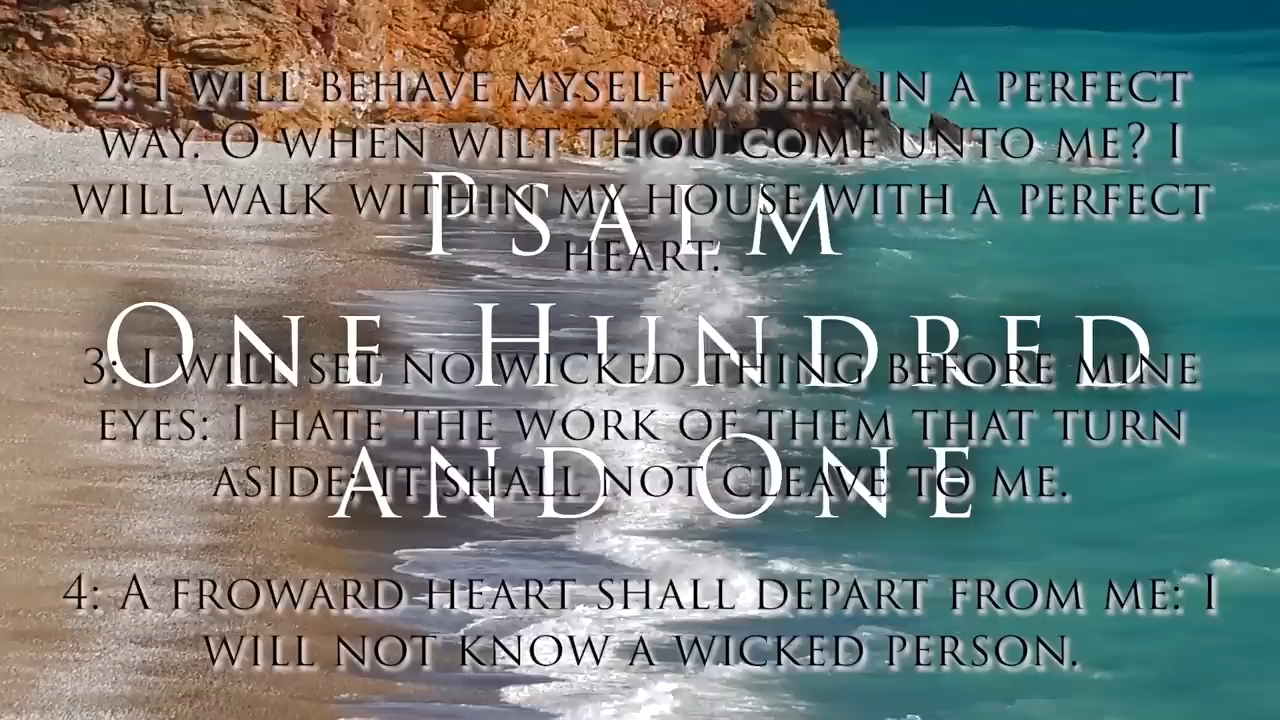 2: I WILL BEHAVE MYSELF WISELY IN A PERFECT
WAY. O WHEN WILT THOU COME UNTO ME? I
WILL WALK WITHIN MY HOUSE WITH A PERFECT
HEART.
3: I WILL SET NO WICKED THING BEFORE MINE
EYES: I HATE THE WORK OF THEM THAT TURN
ASIDE; IT SHALL NOT CLEAVE TO ME.
4: A FROWARD HEART SHALL DEPART FROM ME: I
WILL NOT KNOW A WICKED PERSON.
PSALM
ONE HUNDRED
AND ONE